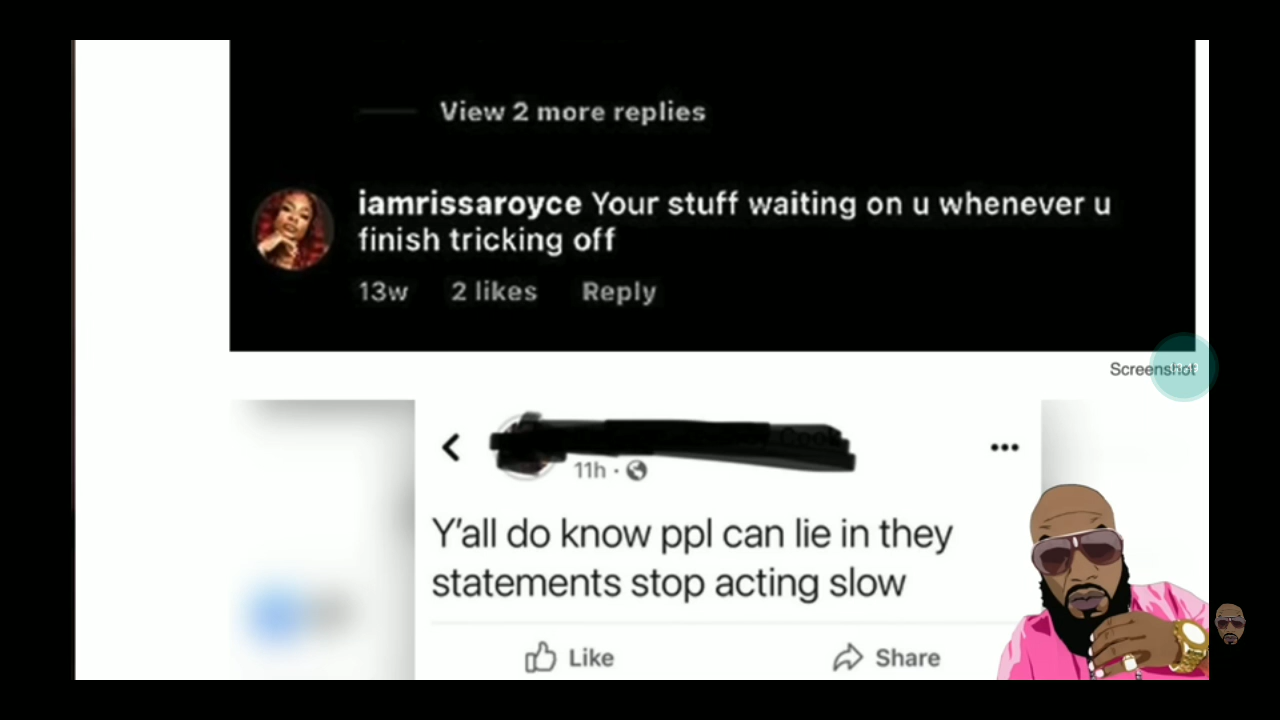 View 2 more replies
iamrissaroyce Your stuff waiting on u whenever u
finish tricking off
13w 2 likes Reply
Screenshot
11h
Y'all do know ppl can lie in they
statements stop acting slow
Like Share